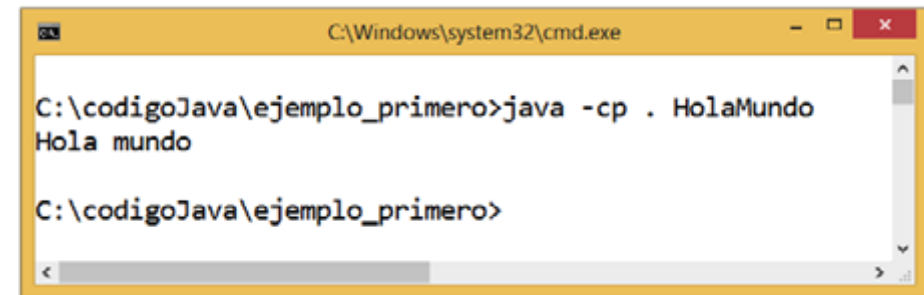 C:\Windows\system32\cmd.exe
C:\codigoJava\ejemplo_primero>java -cp . HolaMundo
Hola mundo
C:\codigoJava\ejemplo_primero>